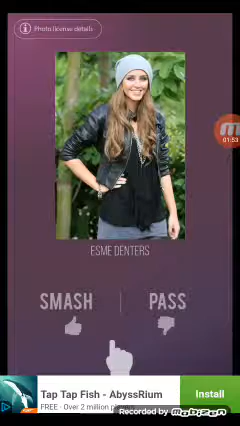 Photo license details
01:53
ESME DENTERS
SMASH | PASS
Tap Tap Fish - AbyssRium
FREE - Over 2 million p
Install
Recorded by mobizen